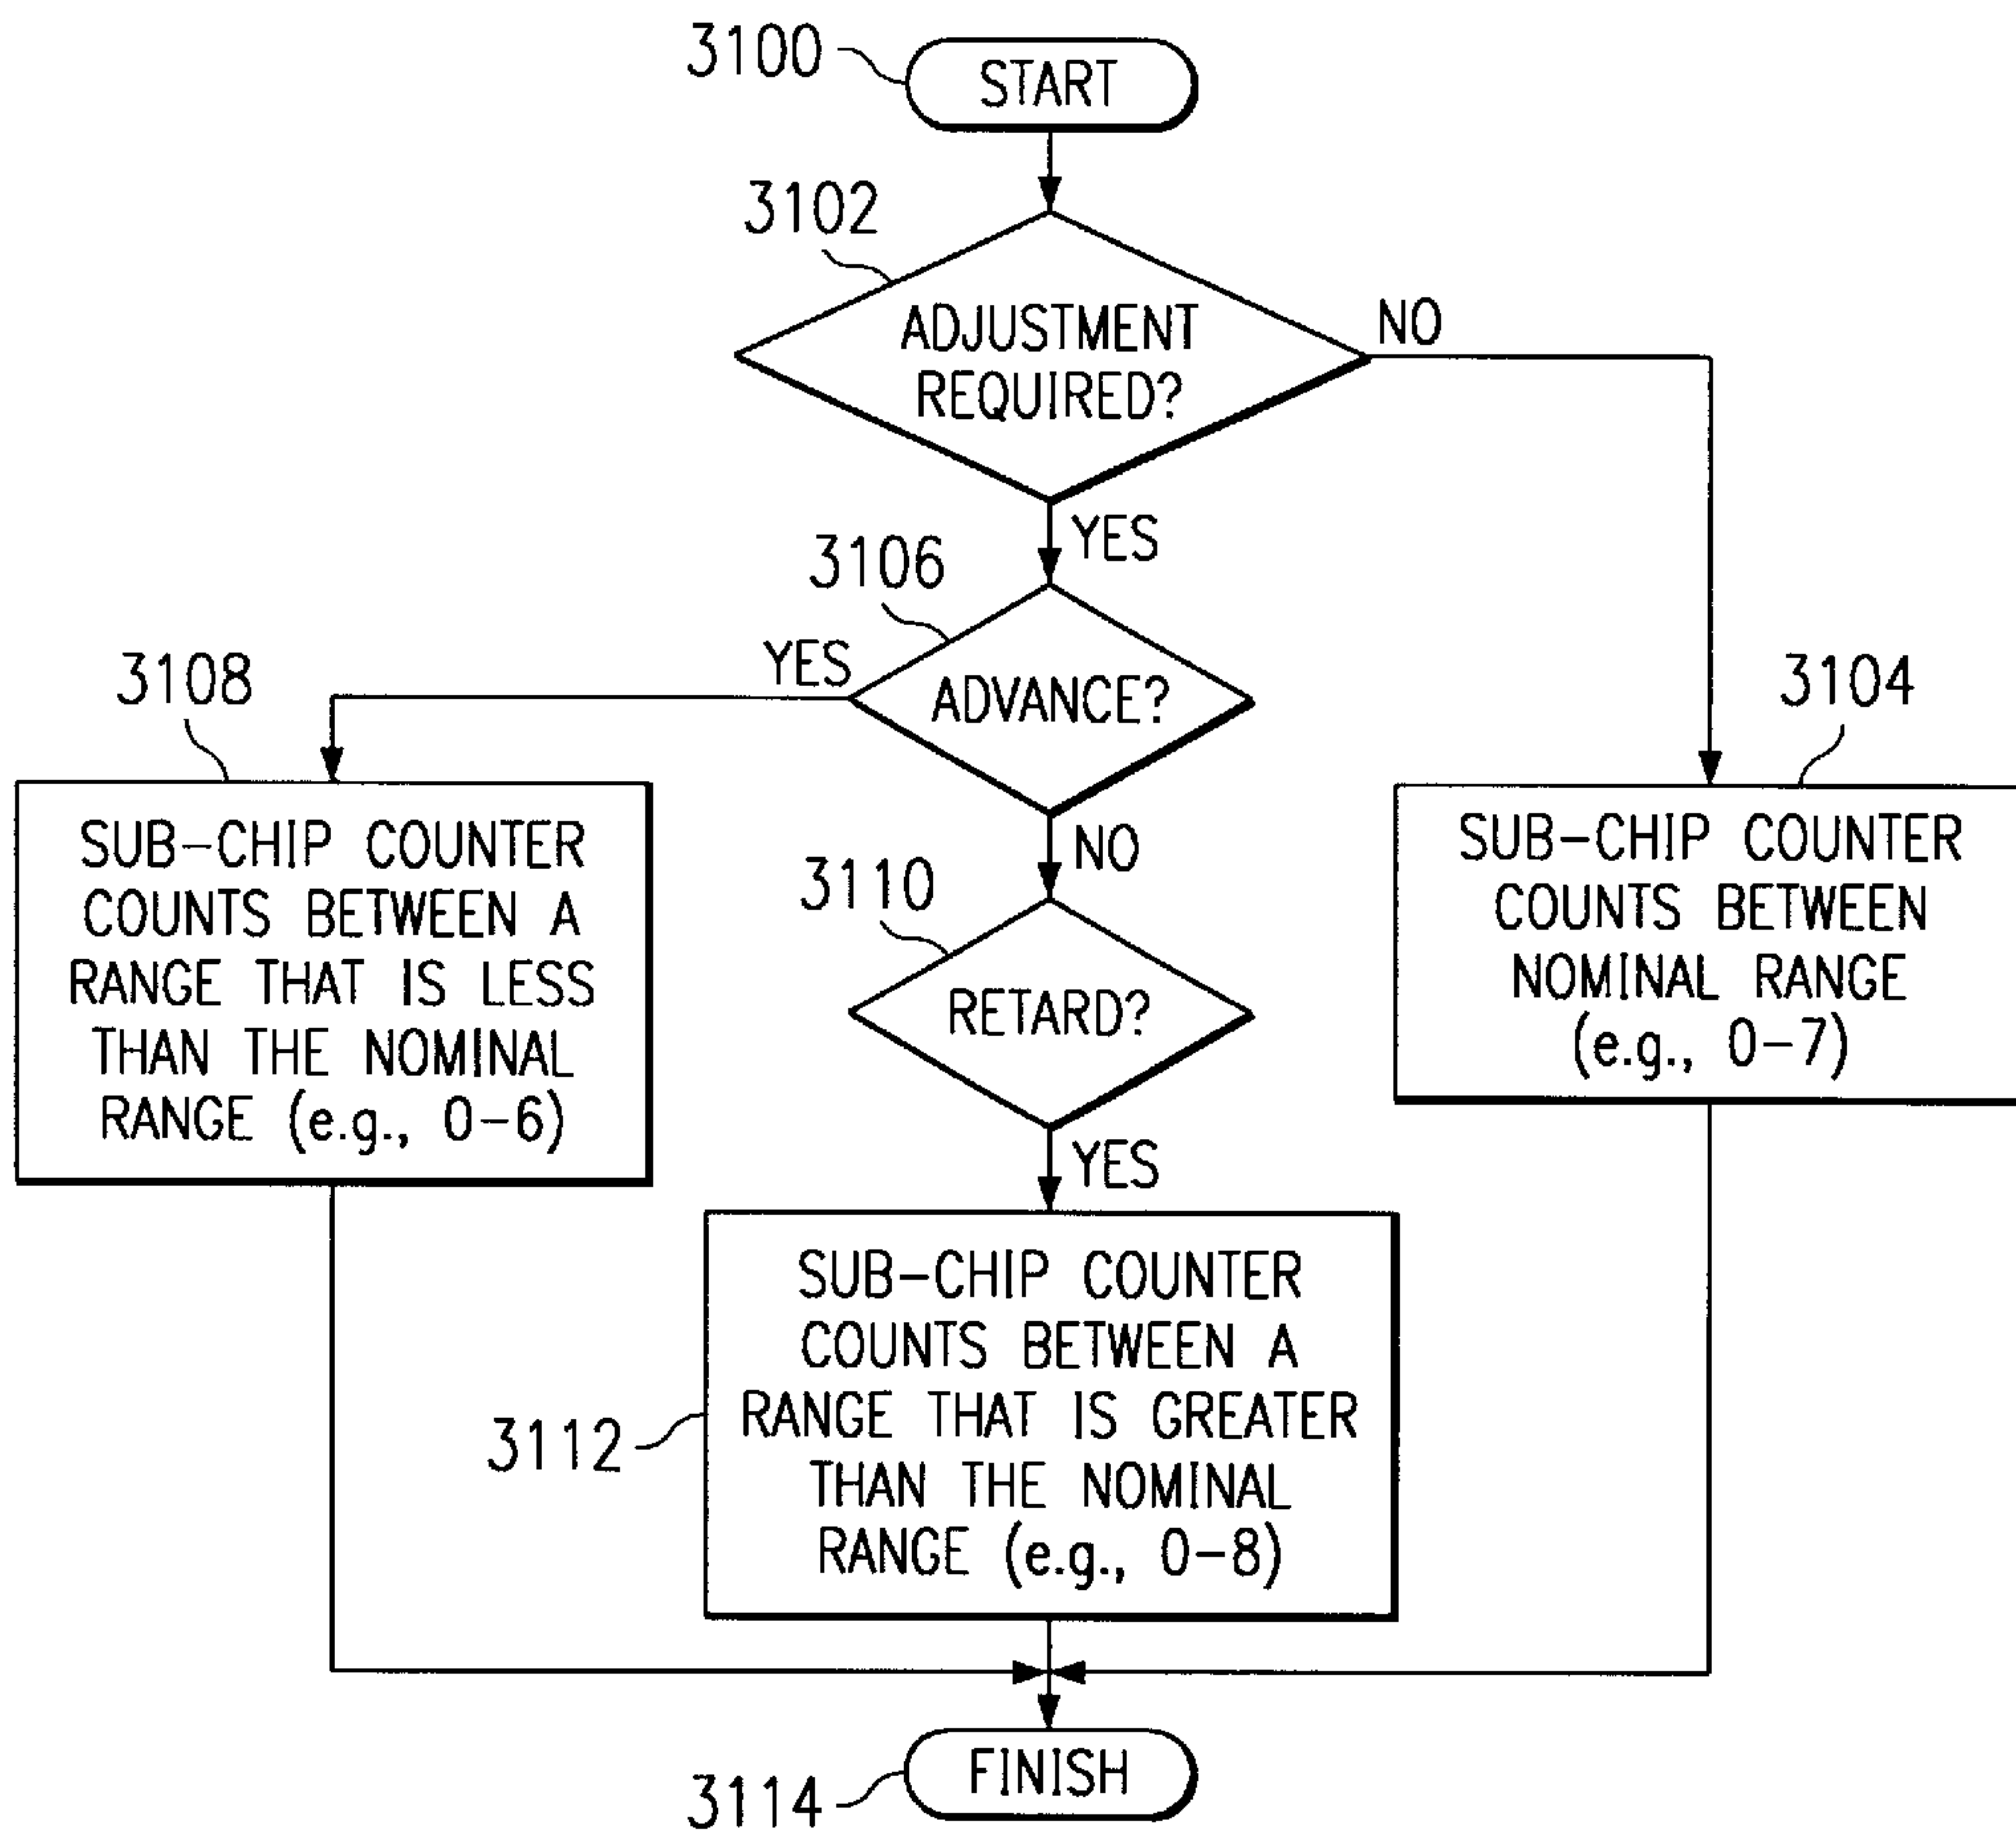 3100
START
3102
ADJUSTMENT
REQUIRED?
NO
YES
3106
YES
ADVANCE?
3108
3104
SUB-CHIP COUNTER
COUNTS BETWEEN A
RANGE THAT IS LESS
THAN THE NOMINAL
RANGE (e.g., 0-6)
NO
SUB-CHIP COUNTER
COUNTS BETWEEN
NOMINAL RANGE
(e.g., 0-7)
3110
RETARD?
YES
3112
SUB-CHIP COUNTER
COUNTS BETWEEN A
RANGE THAT IS GREATER
THAN THE NOMINAL
RANGE (e.g., 0-8)
FINISH
3114